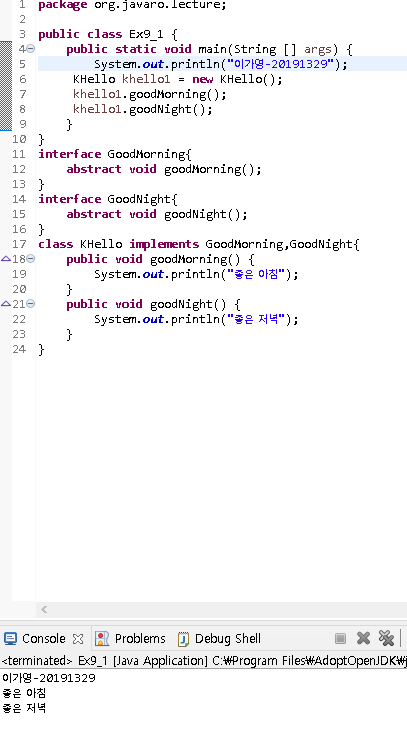 1 package org.javaro.lecture;
2
3 public class Ex9_1 {
4 public static void main(String [] args) {
5 System.out.println("이가영-20191329");
6 KHello khello1 = new KHello();
7 khello1.goodMorning();
8 khello1.goodNight();
9 }
10 }
11 interface GoodMorning{
12 abstract void goodMorning();
13 }
14 interface GoodNight{
15 abstract void goodNight();
16 }
17 class KHello implements GoodMorning,GoodNight{
18 public void goodMorning() {
19 System.out.println("좋은 아침");
20 }
21 public void goodNight() {
22 System.out.println("좋은 저녁");
23 }
24 }
Console Problems Debug Shell
<terminated> Ex9_1 [Java Application] C:₩Program Files₩AdoptOpenJDK₩j
이가영-20191329
좋은 아침
좋은 저녁